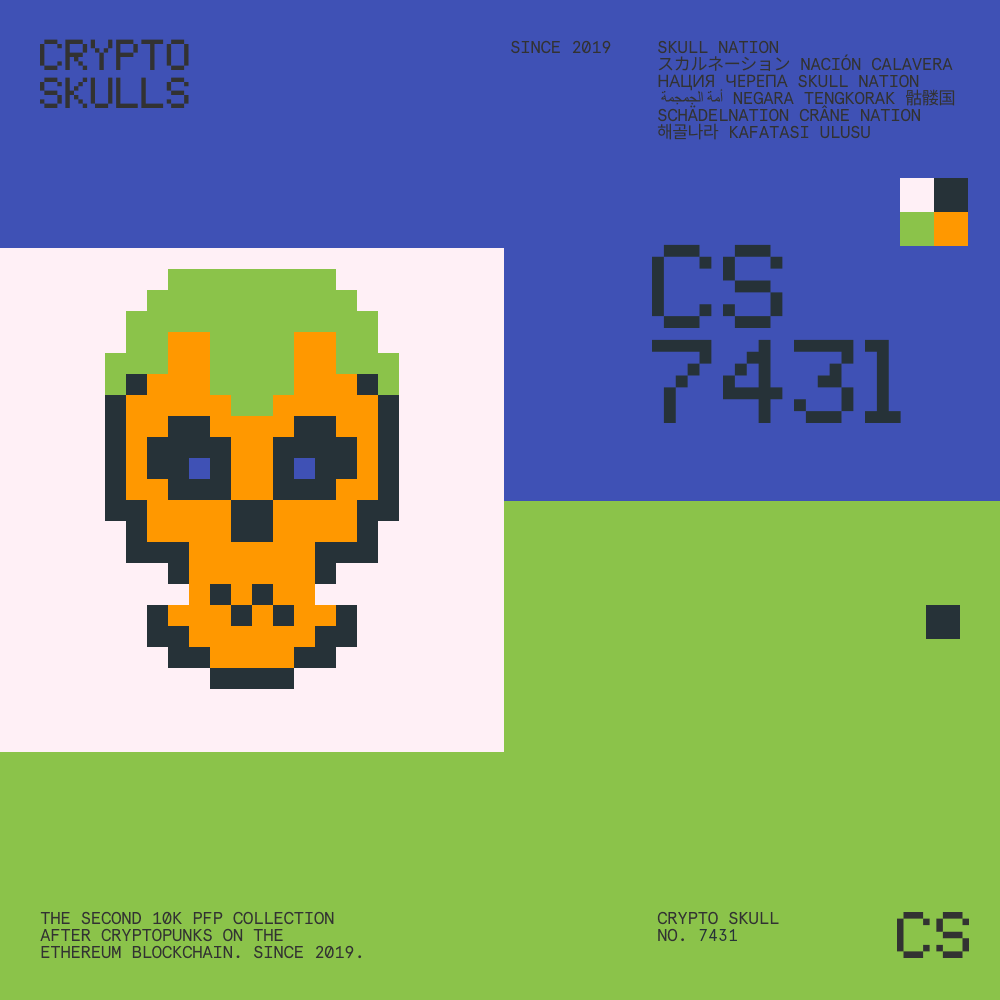 CRYPTO
SKULLS
SINCE 2019
SKULL NATION
スカルネーション NACIÓN CALAVERA
НАЦИЯ ЧЕРЕПА SKULL NATION
أمة الجمجمة NEGARA TENGKORAK 骷髅国
SCHÄDELNATION CRÂNE NATION
해골나라 KAFATASI ULUSU
CS
7431
THE SECOND 10K PFP COLLECTION
AFTER CRYPTOPUNKS ON THE
ETHEREUM BLOCKCHAIN. SINCE 2019.
CRYPTO SKULL
NO. 7431
CS